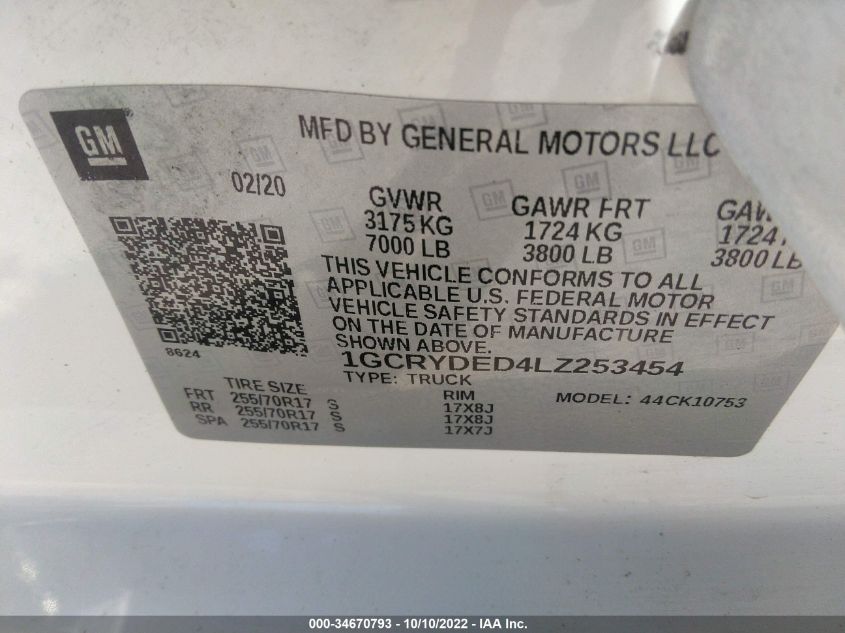 GM
MFD BY GENERAL MOTORS LLC
02/20
GVWR GAWR FRT
3175 KG 1724 KG 1724
7000 LB 3800 LB 3800 LB
THIS VEHICLE CONFORMS TO ALL
APPLICABLE U.S. FEDERAL MOTOR
VEHICLE SAFETY STANDARDS IN EFFECT
ON THE DATE OF MANUFACTURE
SHOWN ABOVE.
8624
1GCRYDED4LZ253454
TYPE: TRUCK
MODEL: 44CK10753
TIRE SIZE RIM
FRT 255/70R17 S 17X8J
RR 255/70R17 S 17X8J
SPA 255/70R17 S 17X7J
000-34670793 - 10/10/2022 - IAA Inc.